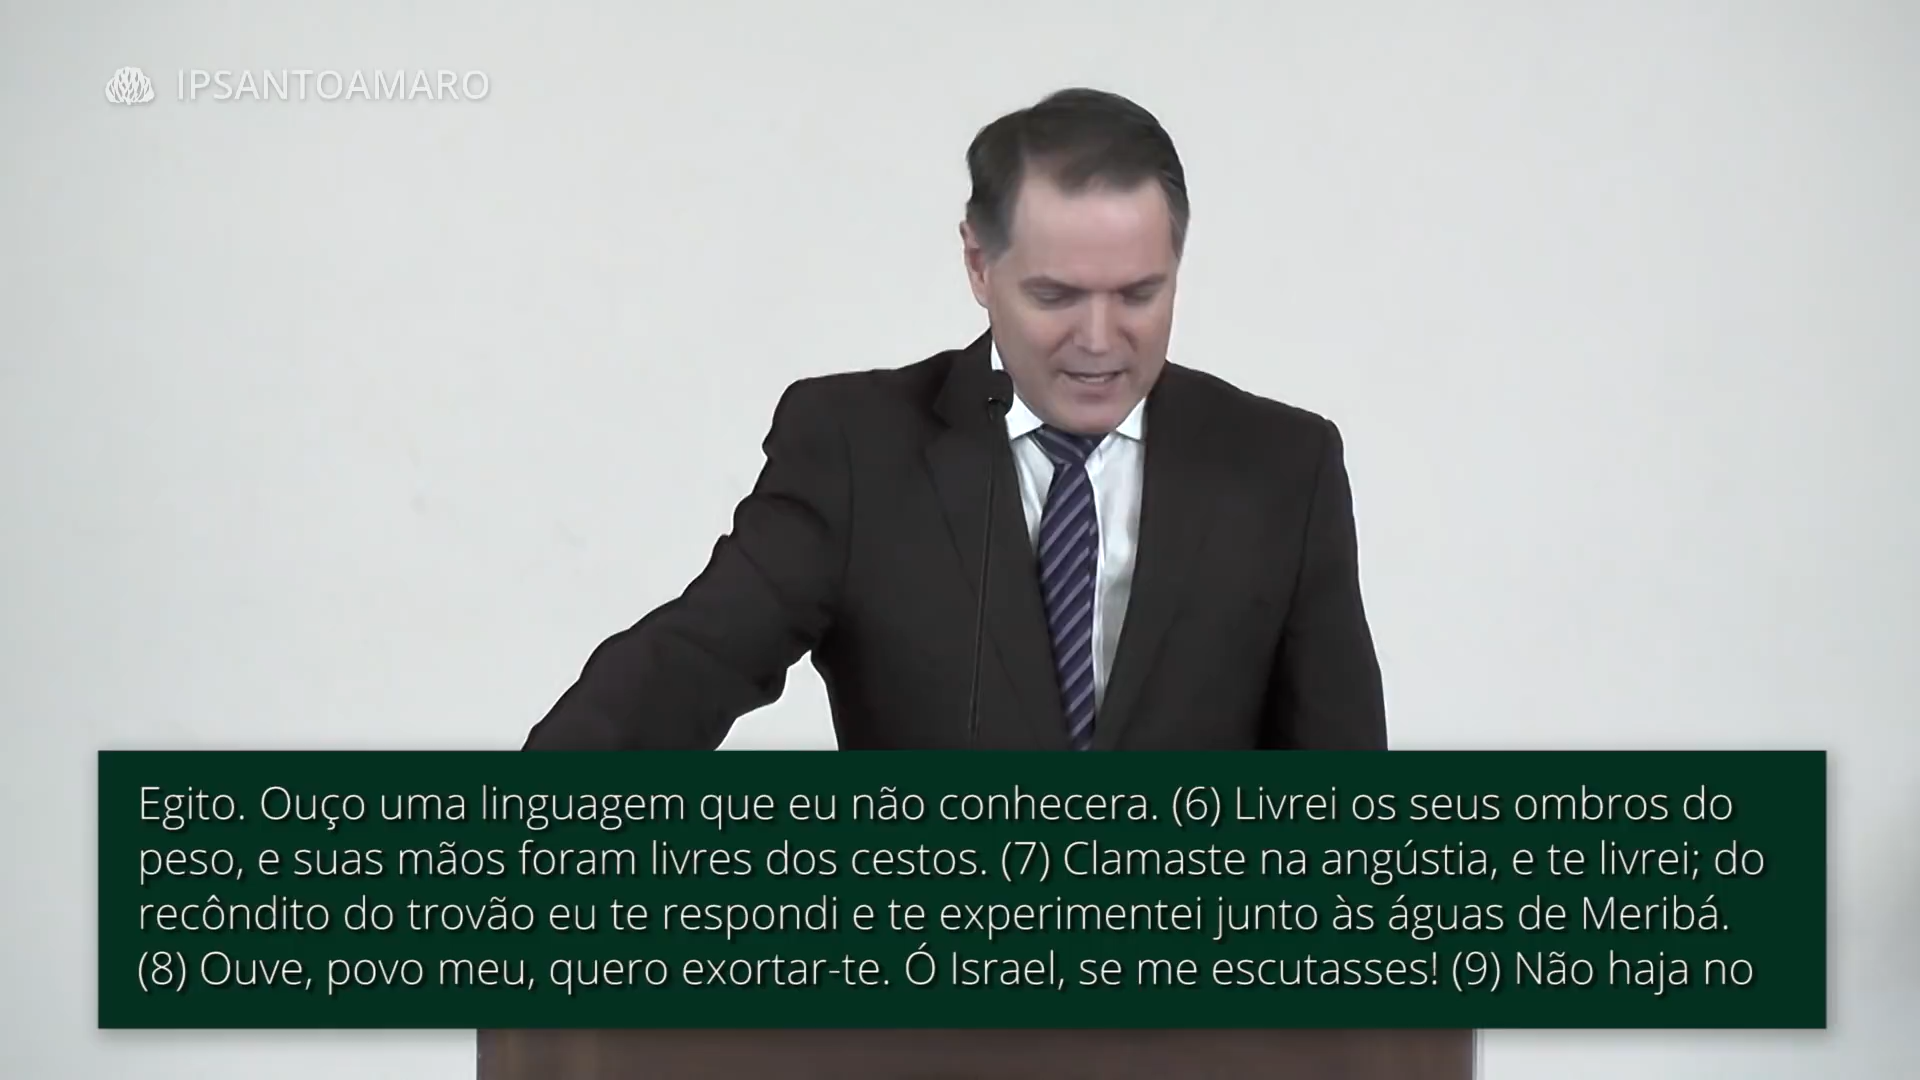 IPSANTOAMARO
Egito. Ouço uma linguagem que eu não conhecera. (6) Livrei os seus ombros do
peso, e suas mãos foram livres dos cestos. (7) Clamaste na angústia, e te livrei; do
recôndito do trovão eu te respondi e te experimentei junto às águas de Meribá.
(8) Ouve, povo meu, quero exortar-te. Ó Israel, se me escutasses! (9) Não haja no